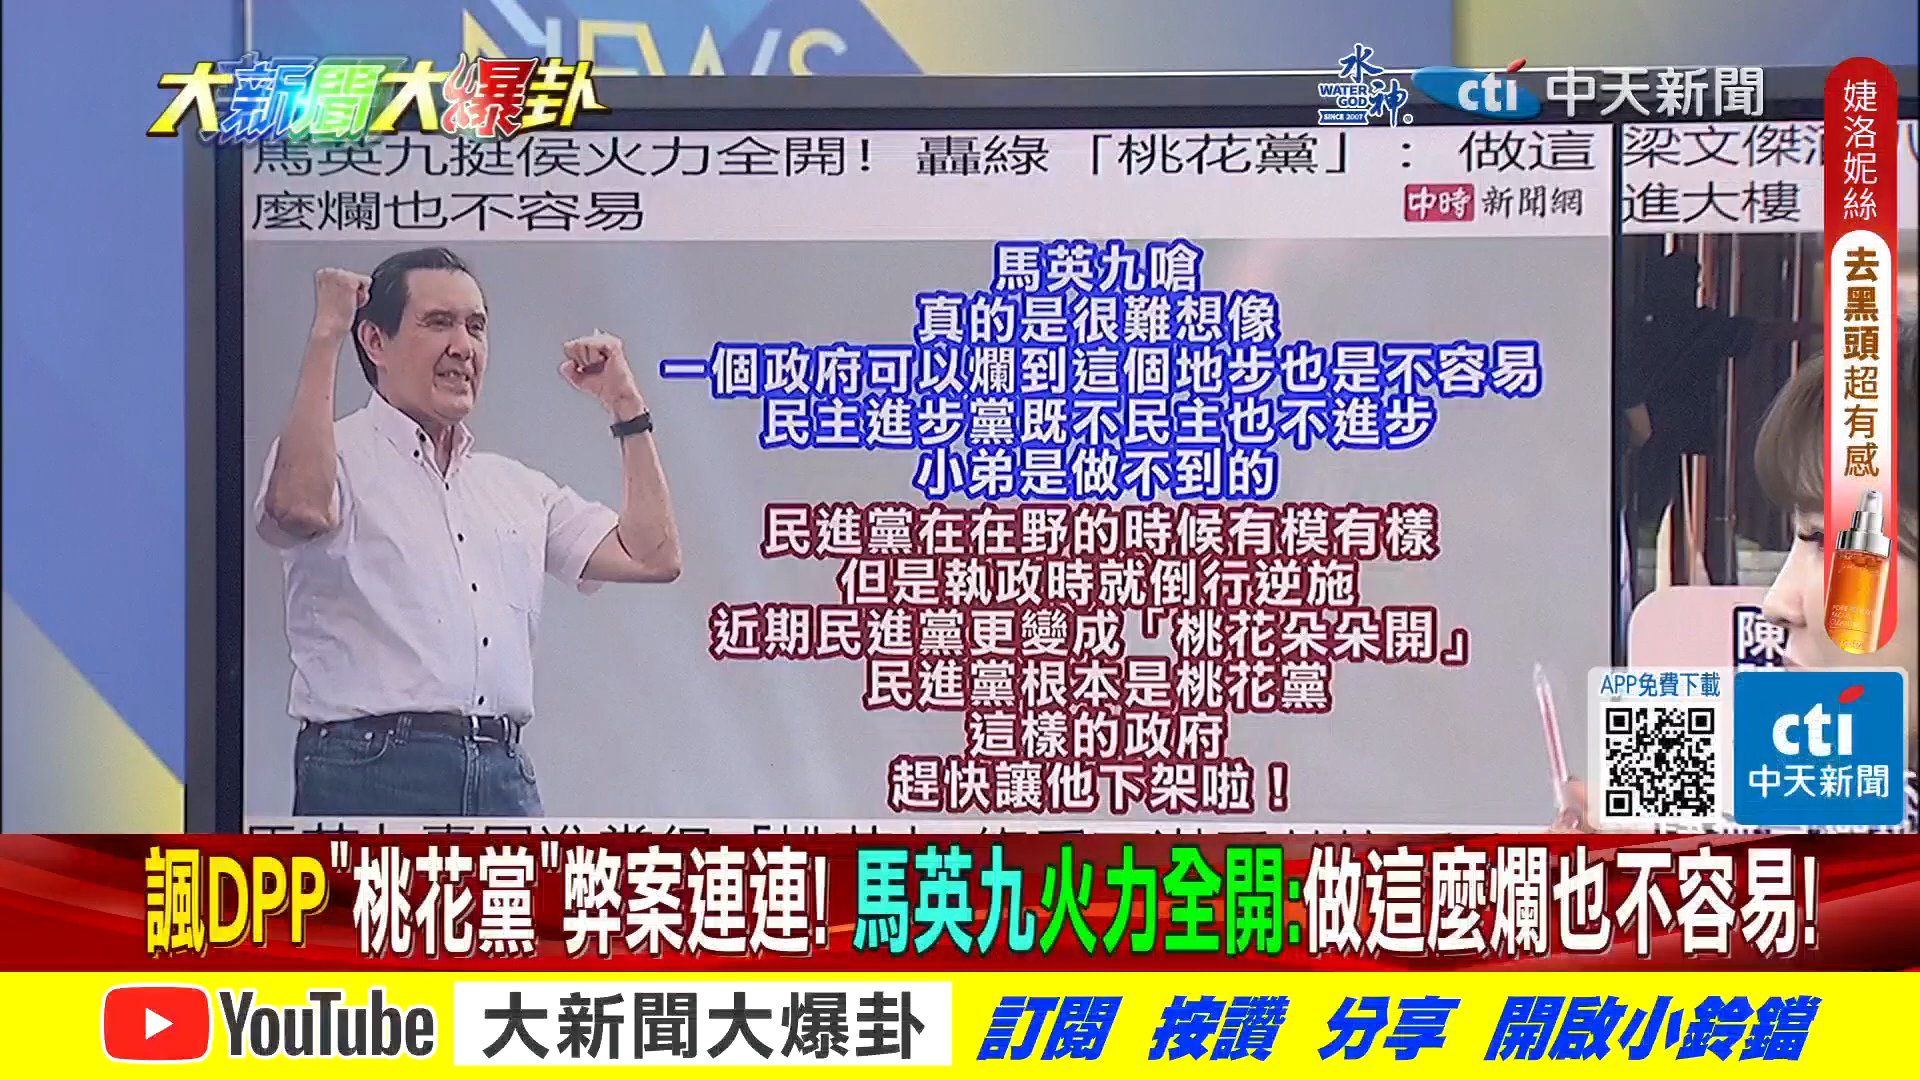 NEWS
大新聞大爆卦
水神
WATER GOD
SINCE 2007
cti 中天新聞
婕洛妮絲
去黑頭超有感
馬英九挺侯火力全開！ 轟綠「桃花黨」： 做這
麼爛也不容易
中時 新聞網
梁文傑
進大樓
馬英九嗆
真的是很難想像
一個政府可以爛到這個地步也是不容易
民主進步黨既不民主也不進步
小弟是做不到的
民進黨在在野的時候有模有樣
但是執政時就倒行逆施
近期民進黨更變成「桃花朵朵開」
民進黨根本是桃花黨
這樣的政府
趕快讓他下架啦！
陳
APP免費下載
cti
中天新聞
諷DPP"桃花黨"弊案連連! 馬英九火力全開:做這麼爛也不容易!
YouTube 大新聞大爆卦 訂閱 按讚 分享 開啟小鈴鐺